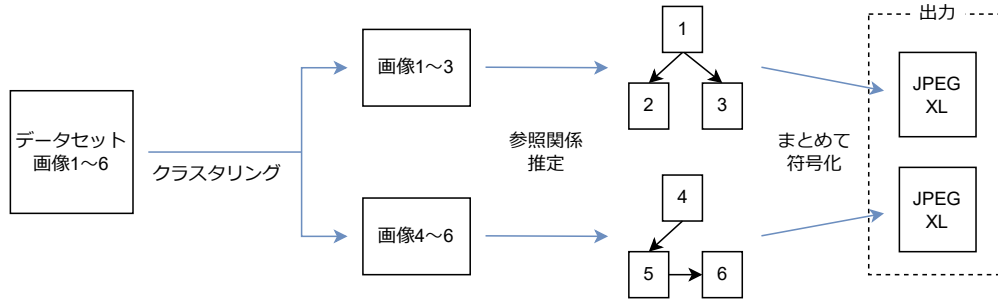 データセット
画像1～6
クラスタリング
画像1～3
画像4～6
参照関係
推定
1
2
3
4
5
6
まとめて
符号化
出力
JPEG
XL
JPEG
XL